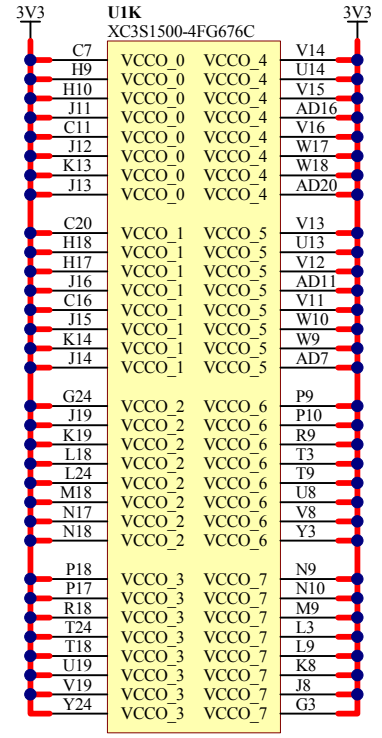 3V3 U1K 3V3
XC3S1500-4FG676C
C7 VCCO_0 VCCO_4 V14
H9 VCCO_0 VCCO_4 U14
H10 VCCO_0 VCCO_4 V15
J11 VCCO_0 VCCO_4 AD16
C11 VCCO_0 VCCO_4 V16
J12 VCCO_0 VCCO_4 W17
K13 VCCO_0 VCCO_4 W18
J13 VCCO_0 VCCO_4 AD20
C20 VCCO_1 VCCO_5 V13
H18 VCCO_1 VCCO_5 U13
H17 VCCO_1 VCCO_5 V12
J16 VCCO_1 VCCO_5 AD11
C16 VCCO_1 VCCO_5 V11
J15 VCCO_1 VCCO_5 W10
K14 VCCO_1 VCCO_5 W9
J14 VCCO_1 VCCO_5 AD7
G24 VCCO_2 VCCO_6 P9
J19 VCCO_2 VCCO_6 P10
K19 VCCO_2 VCCO_6 R9
L18 VCCO_2 VCCO_6 T3
L24 VCCO_2 VCCO_6 T9
M18 VCCO_2 VCCO_6 U8
N17 VCCO_2 VCCO_6 V8
N18 VCCO_2 VCCO_6 Y3
P18 VCCO_3 VCCO_7 N9
P17 VCCO_3 VCCO_7 N10
R18 VCCO_3 VCCO_7 M9
T24 VCCO_3 VCCO_7 L3
T18 VCCO_3 VCCO_7 L9
U19 VCCO_3 VCCO_7 K8
V19 VCCO_3 VCCO_7 J8
Y24 VCCO_3 VCCO_7 G3